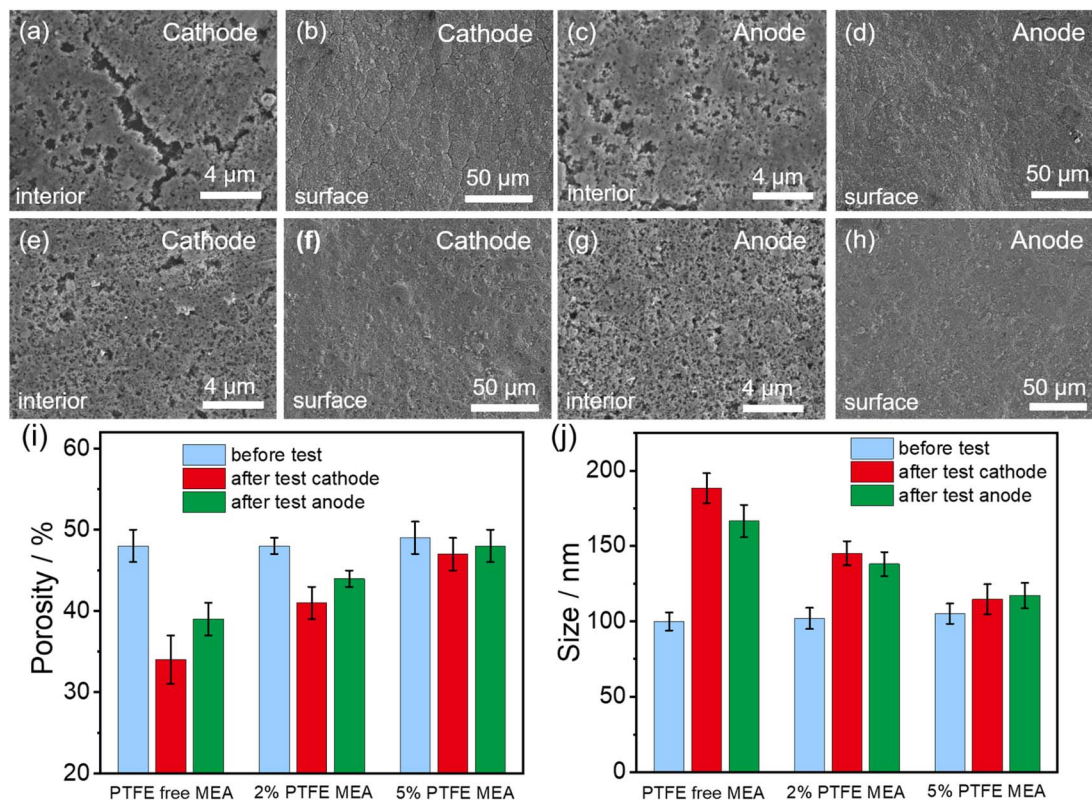 (a) Cathode
interior
4 μm
(b) Cathode
surface
50 μm
(c) Anode
interior
4 μm
(d) Anode
surface
50 μm
(e) Cathode
interior
4 μm
(f) Cathode
surface
50 μm
(g) Anode
interior
4 μm
(h) Anode
surface
50 μm
(i)
before test
after test cathode
after test anode
Porosity / %
60
50
40
30
20
PTFE free MEA
2% PTFE MEA
5% PTFE MEA
(j)
before test
after test cathode
after test anode
Size / nm
200
150
100
50
0
PTFE free MEA
2% PTFE MEA
5% PTFE MEA